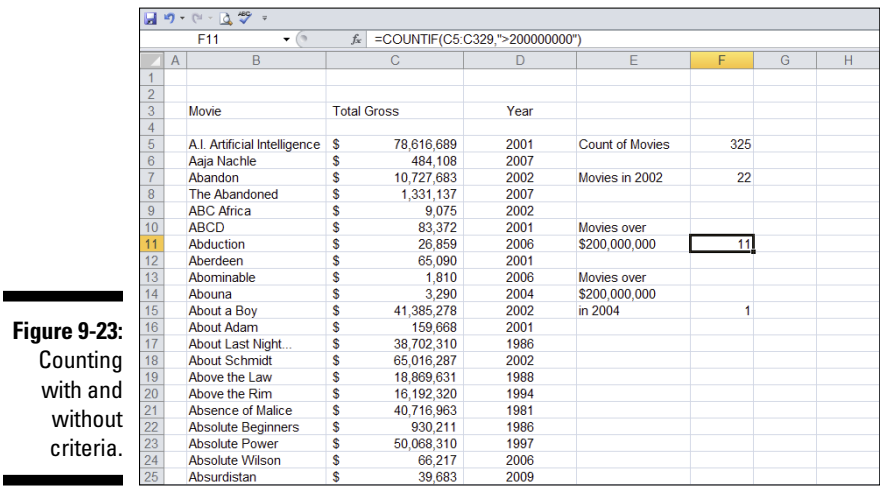 F11 fx =COUNTIF(C5:C329,">200000000")
A B C D E F G H
1
2
3 Movie Total Gross Year
4
5 A.I. Artificial Intelligence $ 78,616,689 2001 Count of Movies 325
6 Aaja Nachle $ 484,108 2007
7 Abandon $ 10,727,683 2002 Movies in 2002 22
8 The Abandoned $ 1,331,137 2007
9 ABC Africa $ 9,075 2002
10 ABCD $ 83,372 2001 Movies over
11 Abduction $ 26,859 2006 $200,000,000 11
12 Aberdeen $ 65,090 2001
13 Abominable $ 1,810 2006 Movies over
14 Abouna $ 3,290 2004 $200,000,000
15 About a Boy $ 41,385,278 2002 in 2004 1
16 About Adam $ 159,668 2001
17 About Last Night... $ 38,702,310 1986
18 About Schmidt $ 65,016,287 2002
19 Above the Law $ 18,869,631 1988
20 Above the Rim $ 16,192,320 1994
21 Absence of Malice $ 40,716,963 1981
22 Absolute Beginners $ 930,211 1986
23 Absolute Power $ 50,068,310 1997
24 Absolute Wilson $ 66,217 2006
25 Absurdistan $ 39,683 2009
Figure 9-23:
Counting
with and
without
criteria.